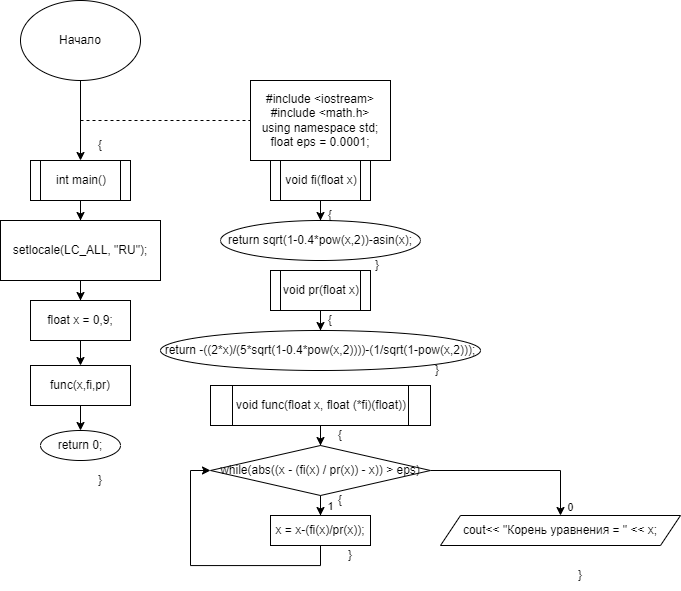 Начало
#include <iostream>
#include <math.h>
using namespace std;
float eps = 0.0001;
{
int main()
void fi(float x)
{
setlocale(LC_ALL, "RU");
return sqrt(1-0.4*pow(x,2))-asin(x);
}
void pr(float x)
float x = 0,9;
{
return -((2*x)/(5*sqrt(1-0.4*pow(x,2))))-(1/sqrt(1-pow(x,2)));
}
func(x,fi,pr)
void func(float x, float (*fi)(float))
{
return 0;
while(abs((x - (fi(x) / pr(x)) - x)) > eps)
}
{
1
0
x = x-(fi(x)/pr(x));
cout<< "Корень уравнения = " << x;
}
}